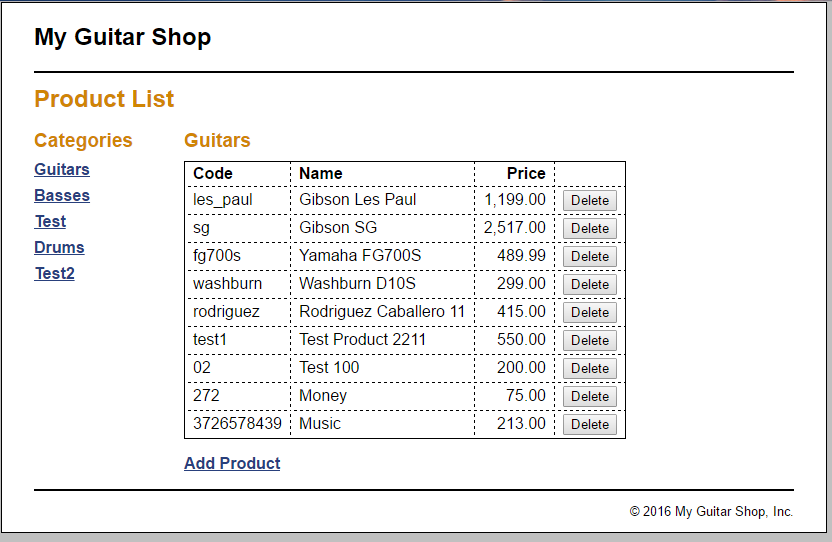 My Guitar Shop
Product List
Categories
Guitars
Basses
Test
Drums
Test2
Guitars
Code Name Price
les_paul Gibson Les Paul 1,199.00 Delete
sg Gibson SG 2,517.00 Delete
fg700s Yamaha FG700S 489.99 Delete
washburn Washburn D10S 299.00 Delete
rodriguez Rodriguez Caballero 11 415.00 Delete
test1 Test Product 2211 550.00 Delete
02 Test 100 200.00 Delete
272 Money 75.00 Delete
3726578439 Music 213.00 Delete
Add Product
© 2016 My Guitar Shop, Inc.